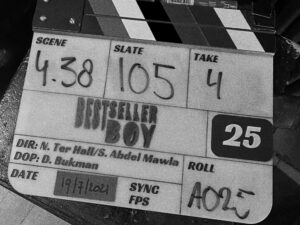 SCENE SLATE TAKE
4.38 105 4
BESTSELLER
BOY
25
DIR: N. Ter Hall/S. Abdel Mawla
DOP: D. Bukman
ROLL
DATE 19/7/2021 SYNC A025
FPS